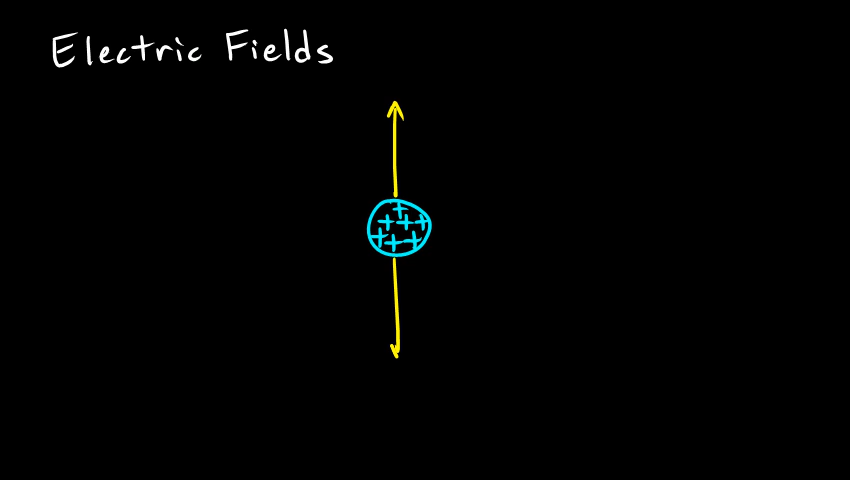 Electric Fields
+
+ + +
+ + +